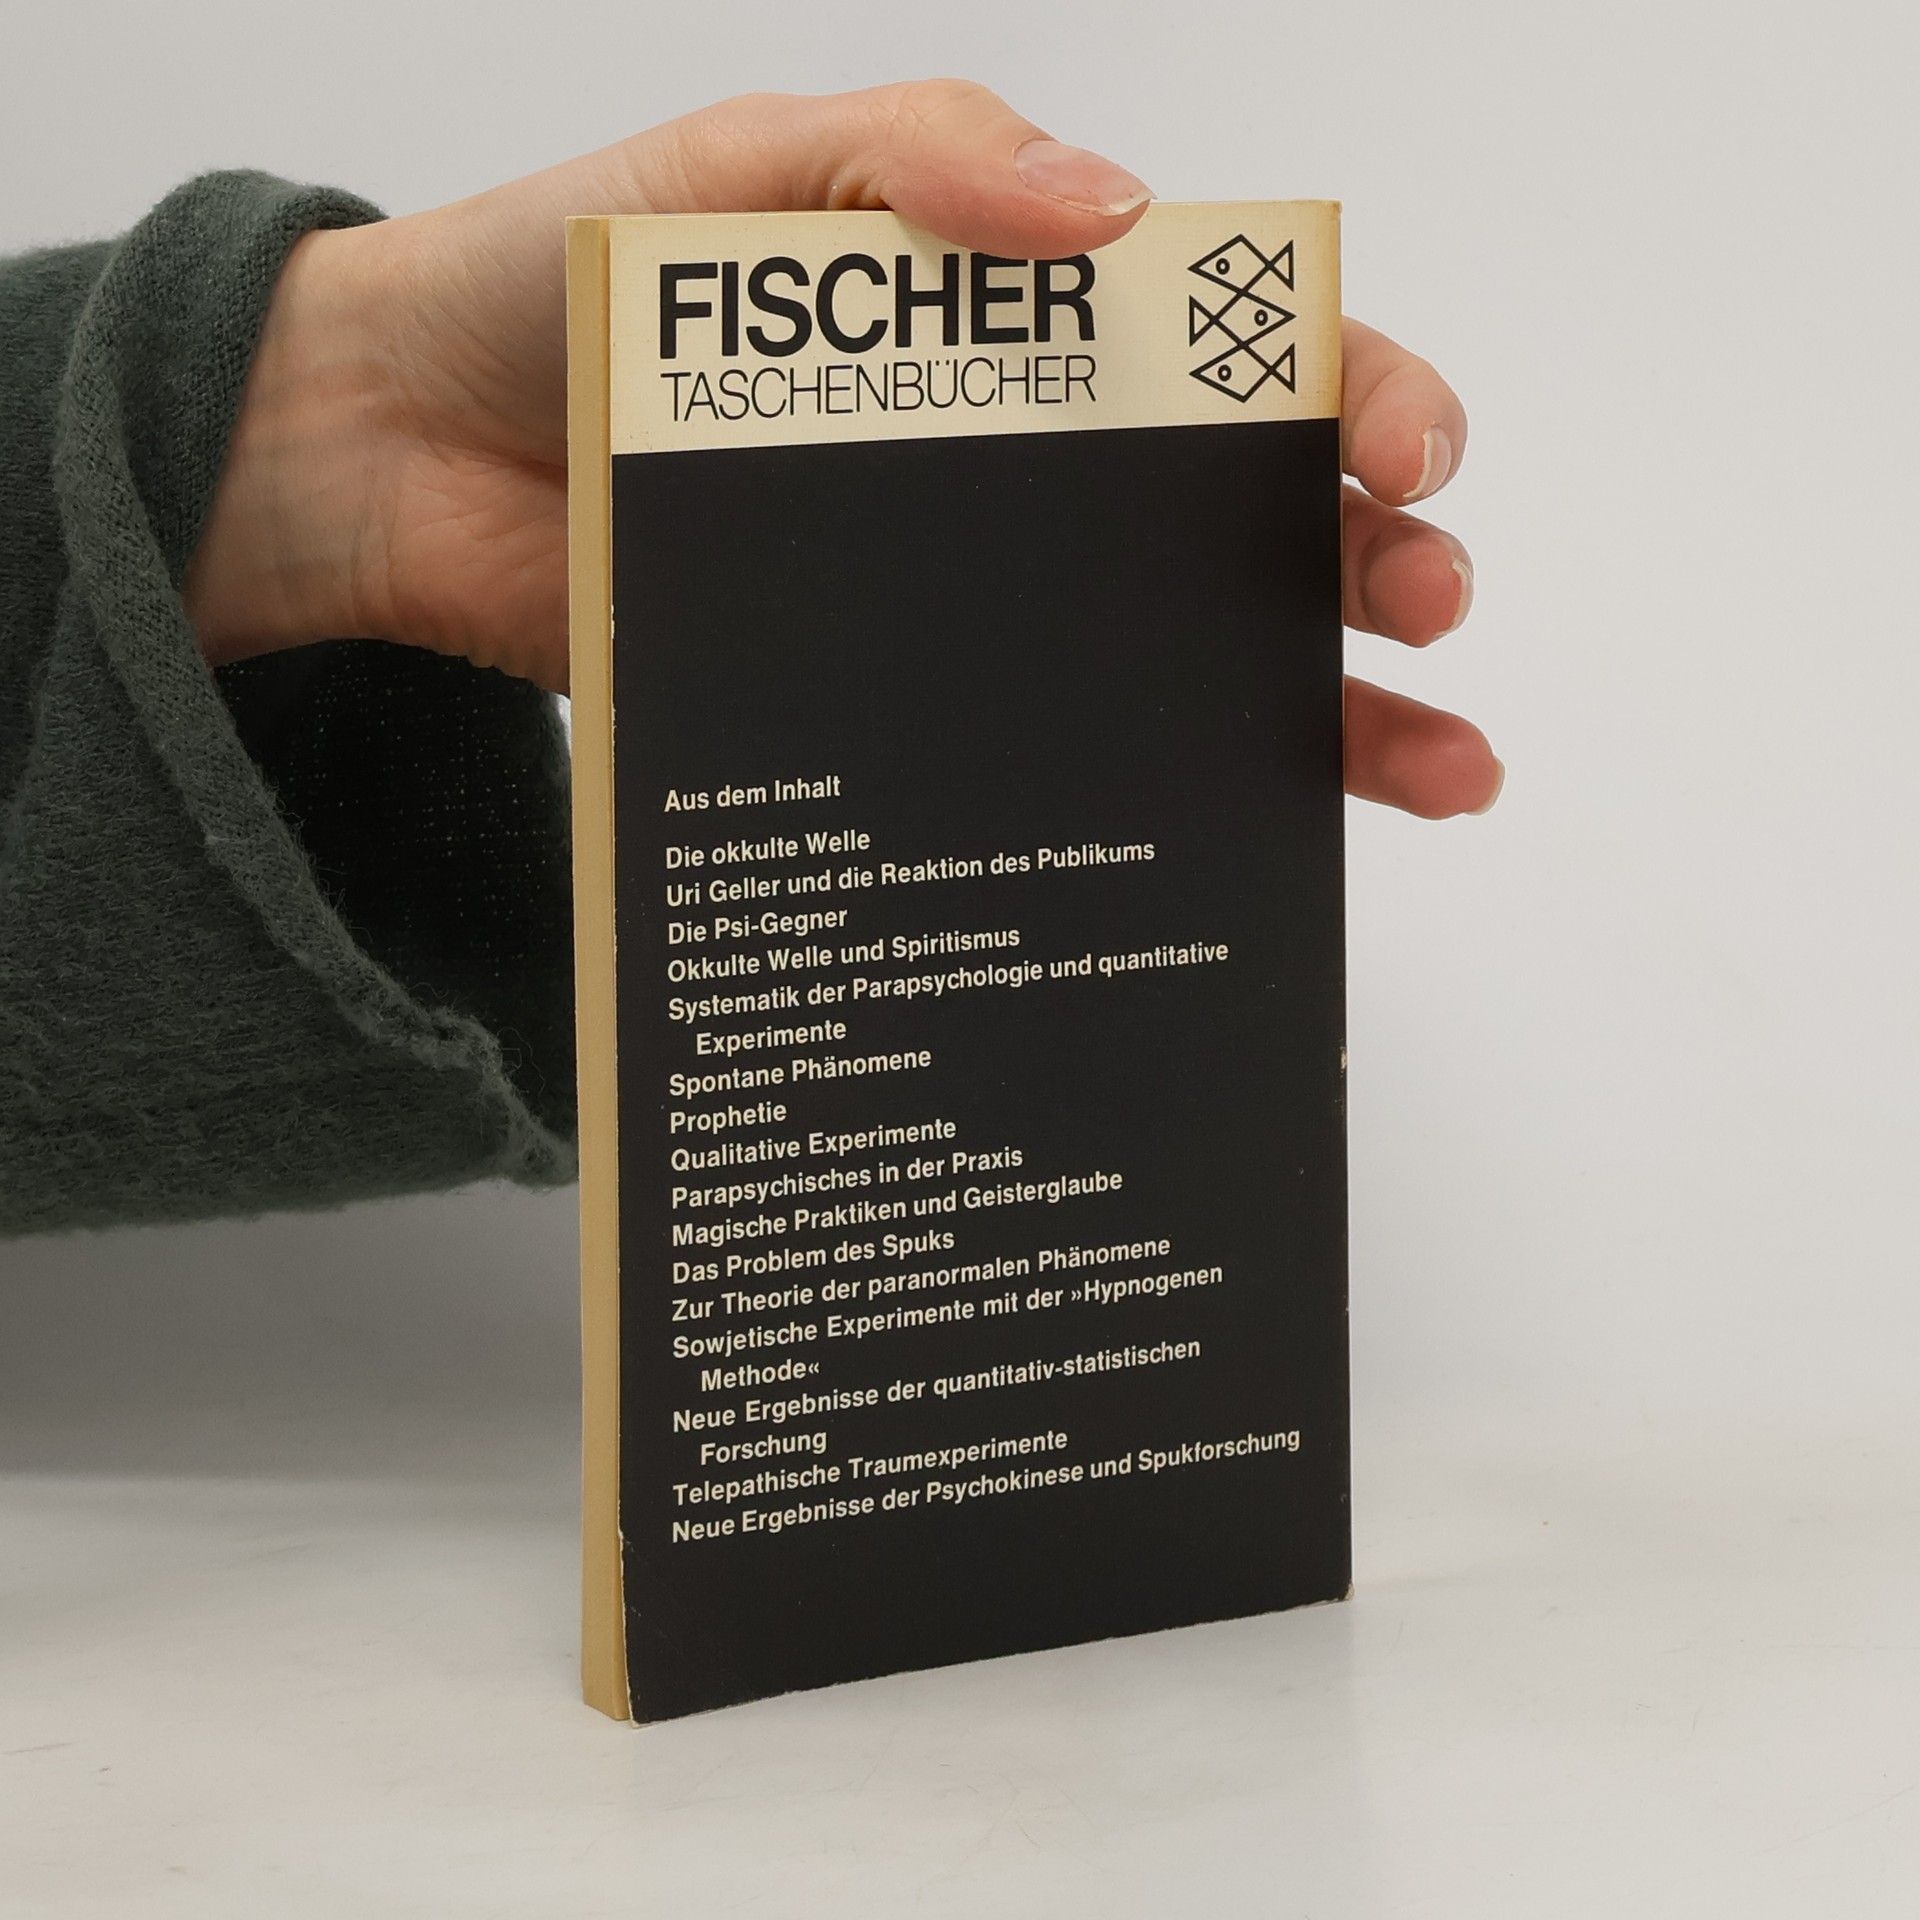 FISCHER
TASCHENBÜCHER
Aus dem Inhalt
Die okkulte Welle
Uri Geller und die Reaktion des Publikums
Die Psi-Gegner
Okkulte Welle und Spiritismus
Systematik der Parapsychologie und quantitative
Experimente
Spontane Phänomene
Prophetie
Qualitative Experimente
Parapsychisches in der Praxis
Magische Praktiken und Geisterglaube
Das Problem des Spuks
Zur Theorie der paranormalen Phänomene
Sowjetische Experimente mit der »Hypnogenen
Methode«
Neue Ergebnisse der quantitativ-statistischen
Forschung
Telepathische Traumexperimente
Neue Ergebnisse der Psychokinese und Spukforschung